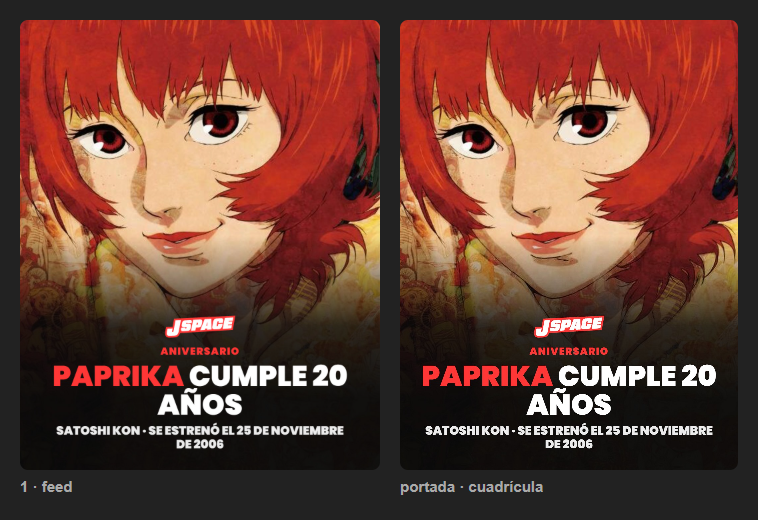 JSPACE
ANIVERSARIO
PAPRIKA CUMPLE 20
AÑOS
SATOSHI KON · SE ESTRENÓ EL 25 DE NOVIEMBRE
DE 2006
1 · feed
JSPACE
ANIVERSARIO
PAPRIKA CUMPLE 20
AÑOS
SATOSHI KON · SE ESTRENÓ EL 25 DE NOVIEMBRE
DE 2006
portada · cuadrícula